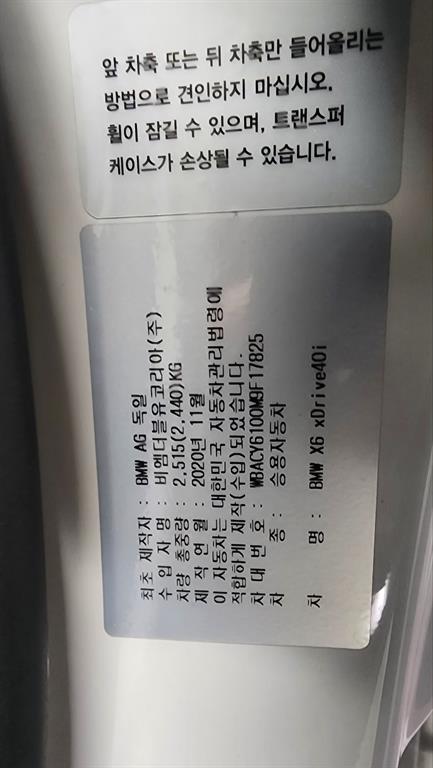 앞 차축 또는 뒤 차축만 들어올리는
방법으로 견인하지 마십시오.
휠이 잠길 수 있으며, 트랜스퍼
케이스가 손상될 수 있습니다.
최초 제작자 : BMW AG 독일
수 입 자 명 : 비엠더블유코리아(주)
차량 총중량 : 2,515(2,440)KG
제 작 연 월 : 2020년 11월
이 자동차는 대한민국 자동차관리법령에
적합하게 제작(수입)되었습니다.
차 대 번 호 : WBACY6100M9F17825
차 종 : 승용자동차
차 명 : BMW X6 xDrive40i